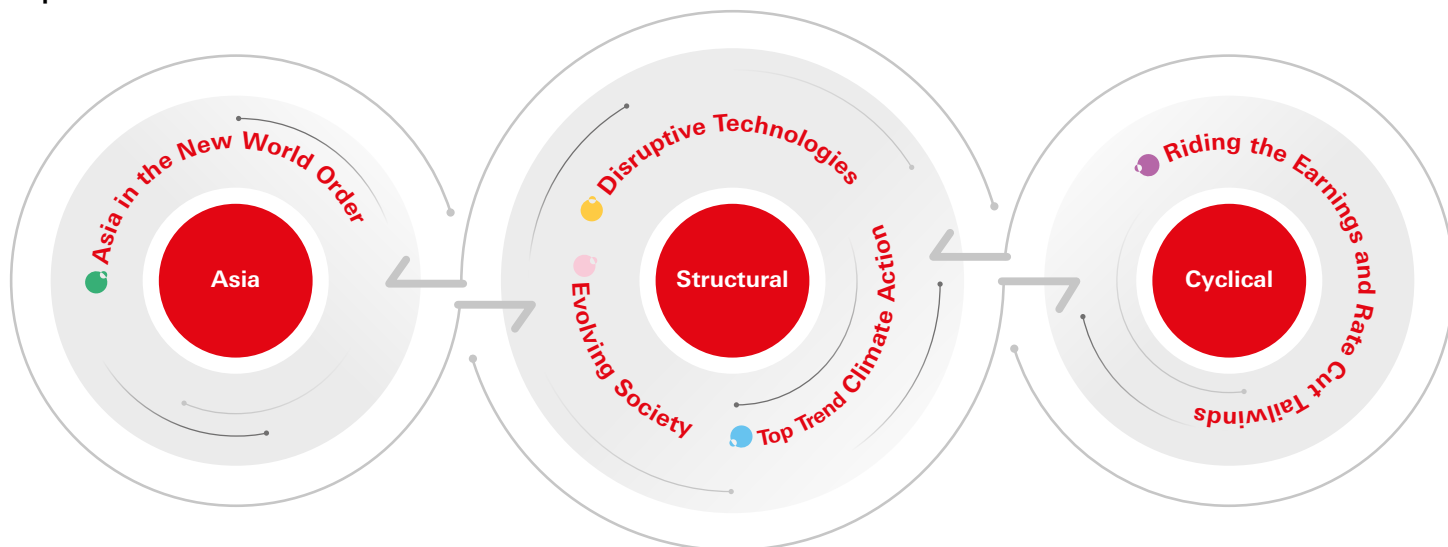 Asia in the New World Order
Asia
Disruptive Technologies
Structural
Evolving Society
Top Trend Climate Action
Riding the Earnings and Rate Cut Tailwinds
Cyclical